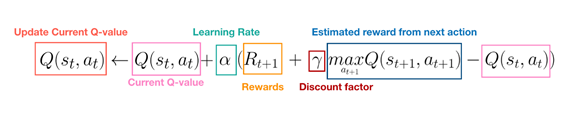 Update Current Q-value Learning Rate Estimated reward from next action
Q(s_t, a_t) ← Q(s_t, a_t) + α (R_{t+1} + γ max_{a_{t+1}} Q(s_{t+1}, a_{t+1}) − Q(s_t, a_t))
Current Q-value Rewards Discount factor